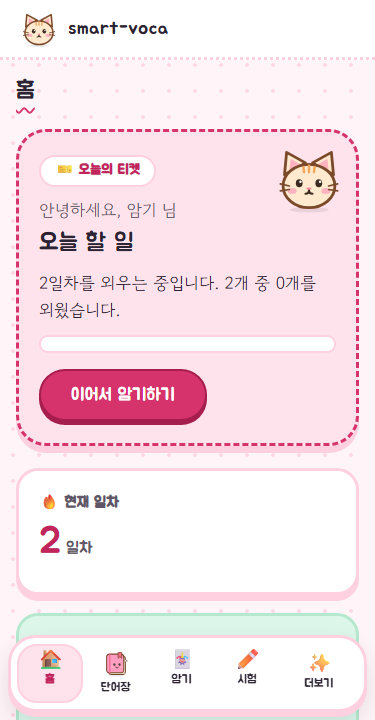 smart-voca
홈
🎫 오늘의 티켓
안녕하세요, 암기 님
오늘 할 일
2일차를 외우는 중입니다. 2개 중 0개를
외웠습니다.
이어서 암기하기
🔥 현재 일차
2 일차
홈
단어장
암기
시험
더보기